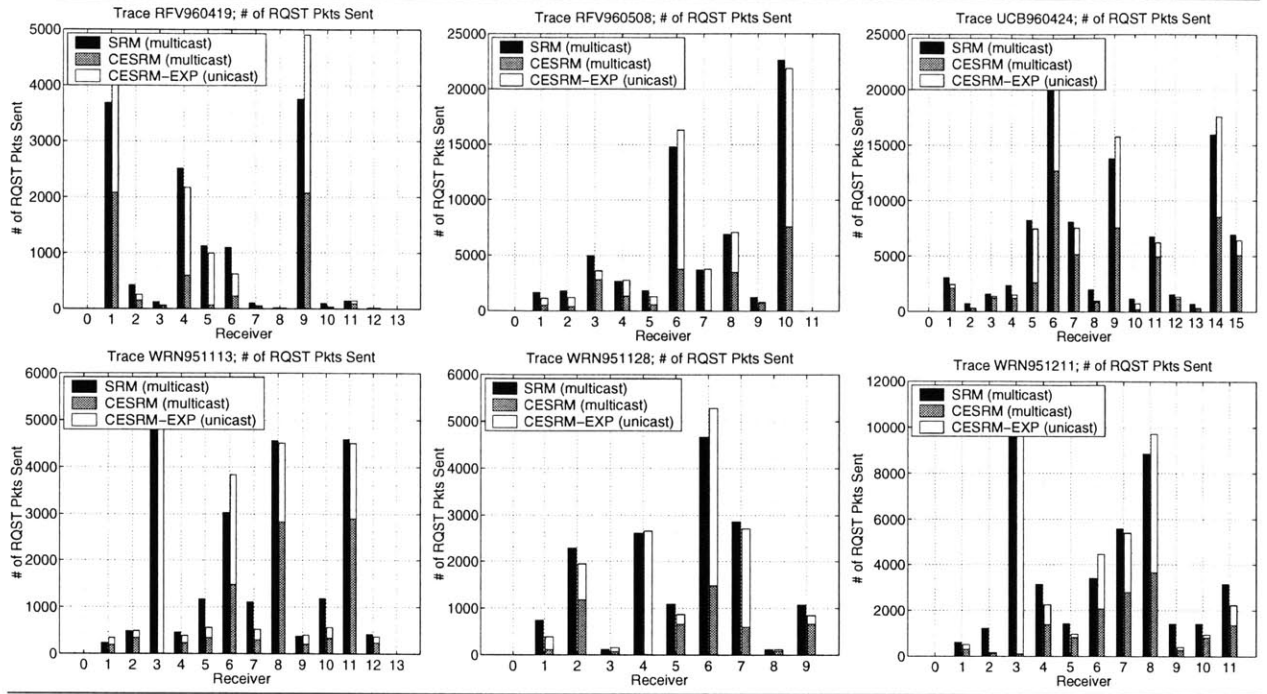 Trace RFV960419; # of RQST Pkts Sent
# of RQST Pkts Sent
5000
4000
3000
2000
1000
0
SRM (multicast)
CESRM (multicast)
CESRM-EXP (unicast)
0 1 2 3 4 5 6 7 8 9 10 11 12 13
Receiver
Trace RFV960508; # of RQST Pkts Sent
# of RQST Pkts Sent
25000
20000
15000
10000
5000
0
SRM (multicast)
CESRM (multicast)
CESRM-EXP (unicast)
0 1 2 3 4 5 6 7 8 9 10 11
Receiver
Trace UCB960424; # of RQST Pkts Sent
# of RQST Pkts Sent
25000
20000
15000
10000
5000
0
SRM (multicast)
CESRM (multicast)
CESRM-EXP (unicast)
0 1 2 3 4 5 6 7 8 9 10 11 12 13 14 15
Receiver
Trace WRN951113; # of RQST Pkts Sent
# of RQST Pkts Sent
6000
5000
4000
3000
2000
1000
0
SRM (multicast)
CESRM (multicast)
CESRM-EXP (unicast)
0 1 2 3 4 5 6 7 8 9 10 11 12 13
Receiver
Trace WRN951128; # of RQST Pkts Sent
# of RQST Pkts Sent
6000
5000
4000
3000
2000
1000
0
SRM (multicast)
CESRM (multicast)
CESRM-EXP (unicast)
0 1 2 3 4 5 6 7 8 9
Receiver
Trace WRN951211; # of RQST Pkts Sent
# of RQST Pkts Sent
12000
10000
8000
6000
4000
2000
0
SRM (multicast)
CESRM (multicast)
CESRM-EXP (unicast)
0 1 2 3 4 5 6 7 8 9 10 11
Receiver